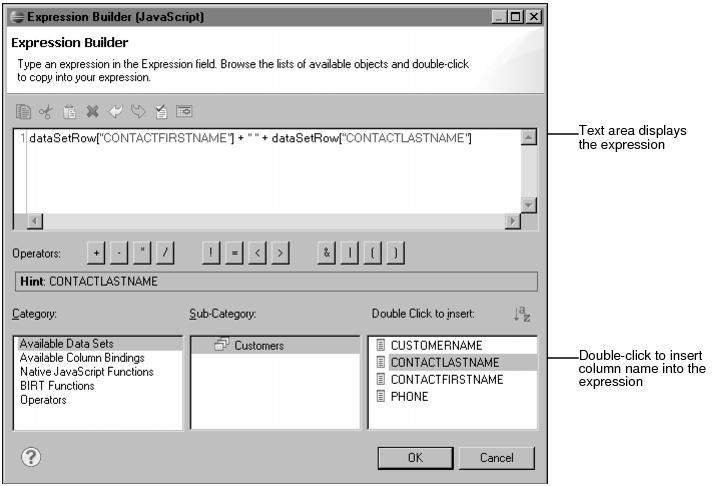 Expression Builder (JavaScript)
Expression Builder
Type an expression in the Expression field. Browse the lists of available objects and double-click
to copy into your expression.
1 dataSetRow["CONTACTFIRSTNAME"] + " " + dataSetRow["CONTACTLASTNAME"]
Text area displays
the expression
Operators: + - * / ! = < > & | ( )
Hint: CONTACTLASTNAME
Category: Sub-Category: Double Click to insert:
Available Data Sets
Available Column Bindings
Native JavaScript Functions
BIRT Functions
Operators
Customers
CUSTOMERNAME
CONTACTLASTNAME
CONTACTFIRSTNAME
PHONE
Double-click to insert
column name into the
expression
? OK Cancel